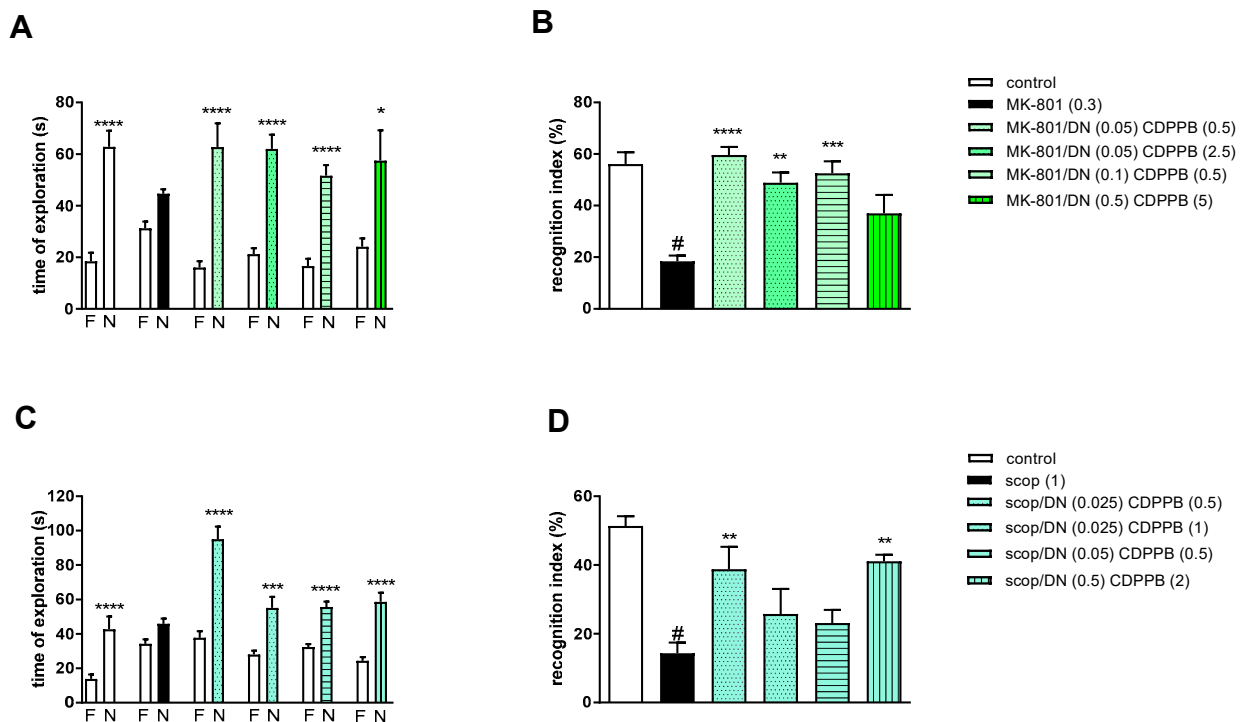 A
B
time of exploration (s)
80
60
40
20
0
****
****
****
****
*
F N F N F N F N F N F N
recognition index (%)
80
60
40
20
0
#
****
**
***
control
MK-801 (0.3)
MK-801/DN (0.05) CDPPB (0.5)
MK-801/DN (0.05) CDPPB (2.5)
MK-801/DN (0.1) CDPPB (0.5)
MK-801/DN (0.5) CDPPB (5)
C
D
time of exploration (s)
120
100
80
60
40
20
0
****
****
***
****
****
F N F N F N F N F N F N
recognition index (%)
60
40
20
0
#
**
**
control
scop (1)
scop/DN (0.025) CDPPB (0.5)
scop/DN (0.025) CDPPB (1)
scop/DN (0.05) CDPPB (0.5)
scop/DN (0.5) CDPPB (2)